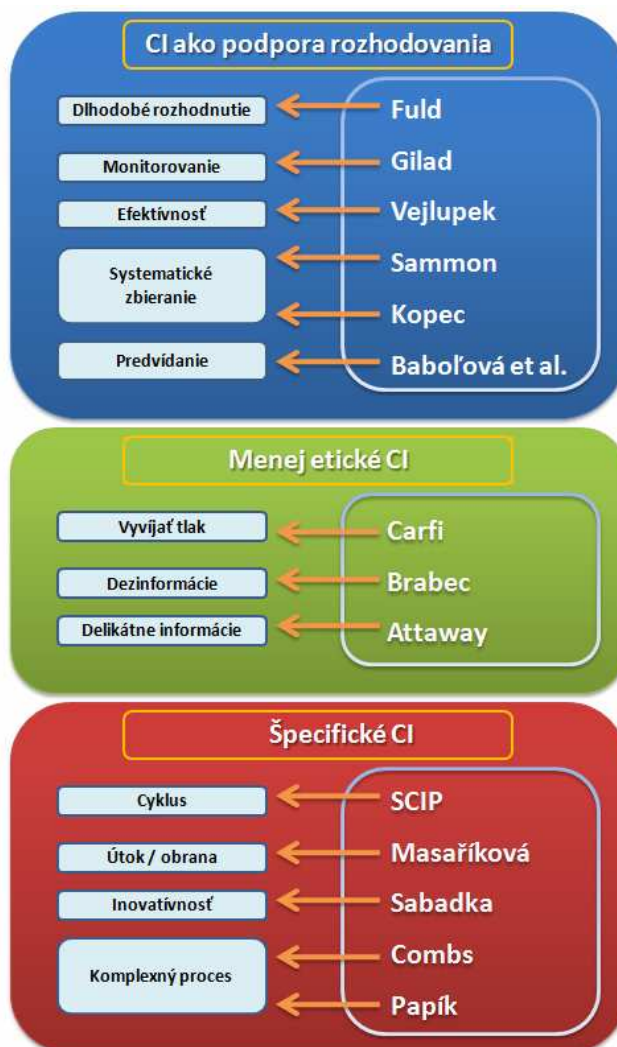 CI ako podpora rozhodovania
Dlhodobé rozhodnutie
Fuld
Monitorovanie
Gilad
Efektívnosť
Vejlupek
Systematické
zbieranie
Sammon
Kopec
Predvídanie
Baboľová et al.
Menej etické CI
Vyvíjať tlak
Carfi
Dezinformácie
Brabec
Delikátne informácie
Attaway
Špecifické CI
Cyklus
SCIP
Útok / obrana
Masaříková
Inovatívnosť
Sabadka
Komplexný proces
Combs
Papík